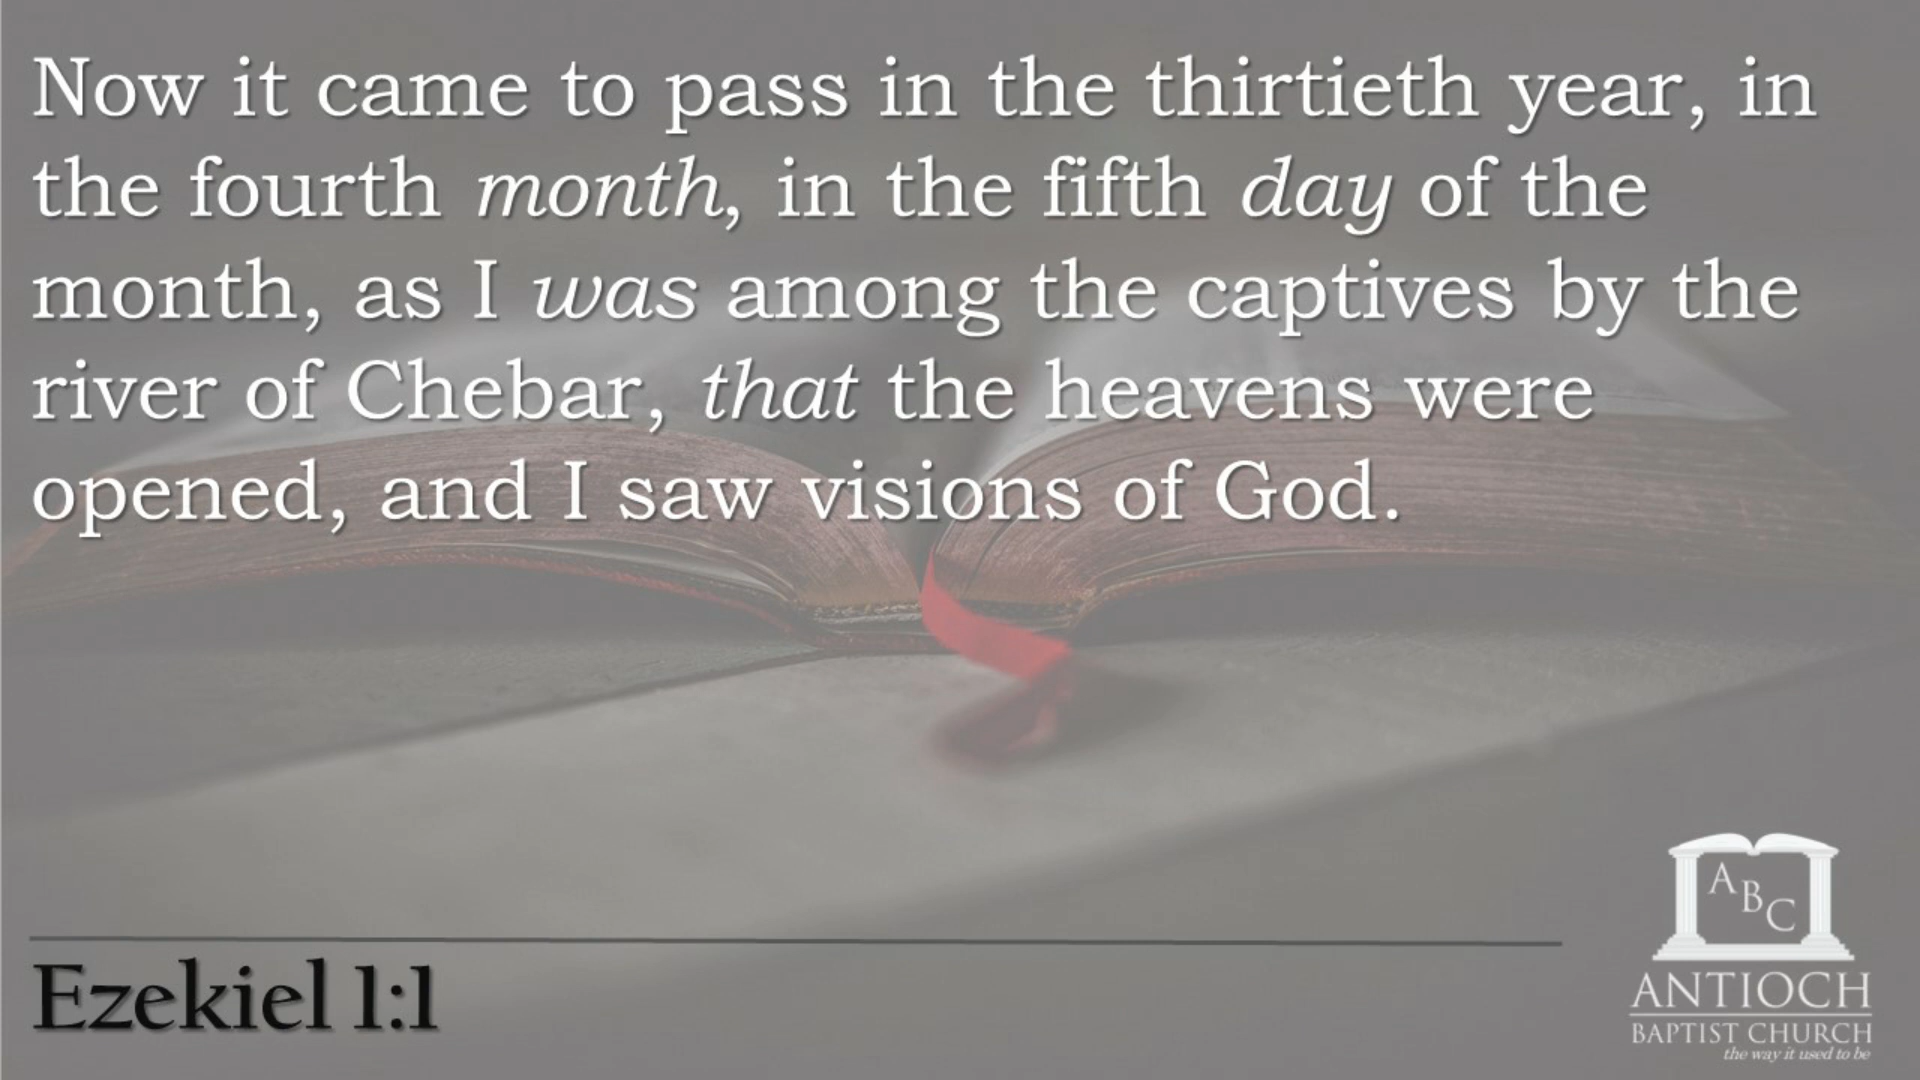 Now it came to pass in the thirtieth year, in
the fourth month, in the fifth day of the
month, as I was among the captives by the
river of Chebar, that the heavens were
opened, and I saw visions of God.
Ezekiel 1:1
A B C
ANTIOCH
BAPTIST CHURCH
the way it used to be